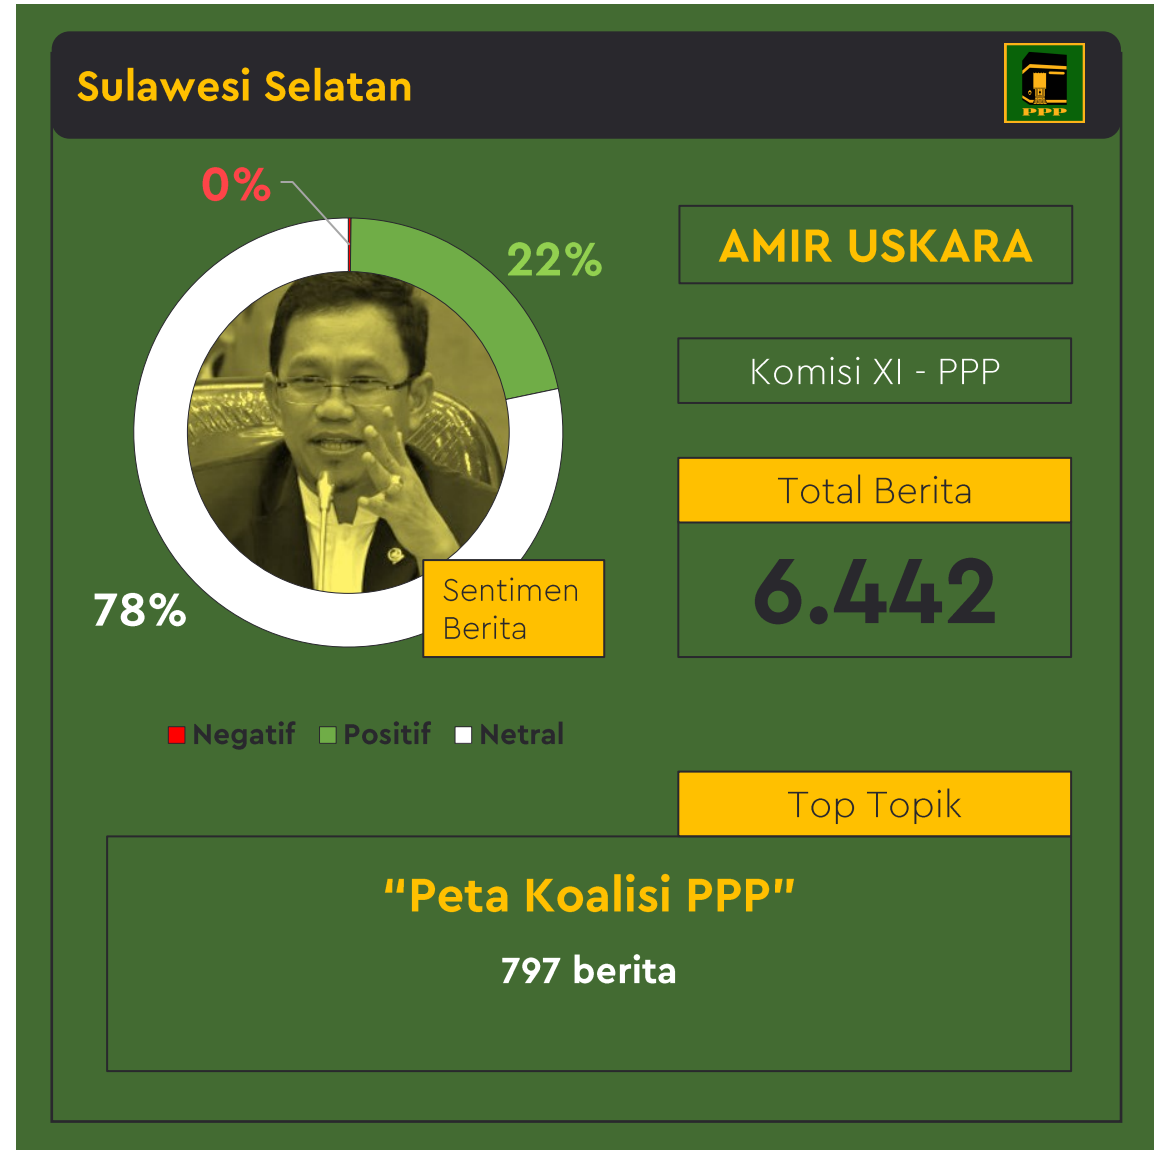 Sulawesi Selatan
PPP
0%
22%
78%
Sentimen
Berita
Negatif
Positif
Netral
AMIR USKARA
Komisi XI - PPP
Total Berita
6.442
Top Topik
“Peta Koalisi PPP”
797 berita